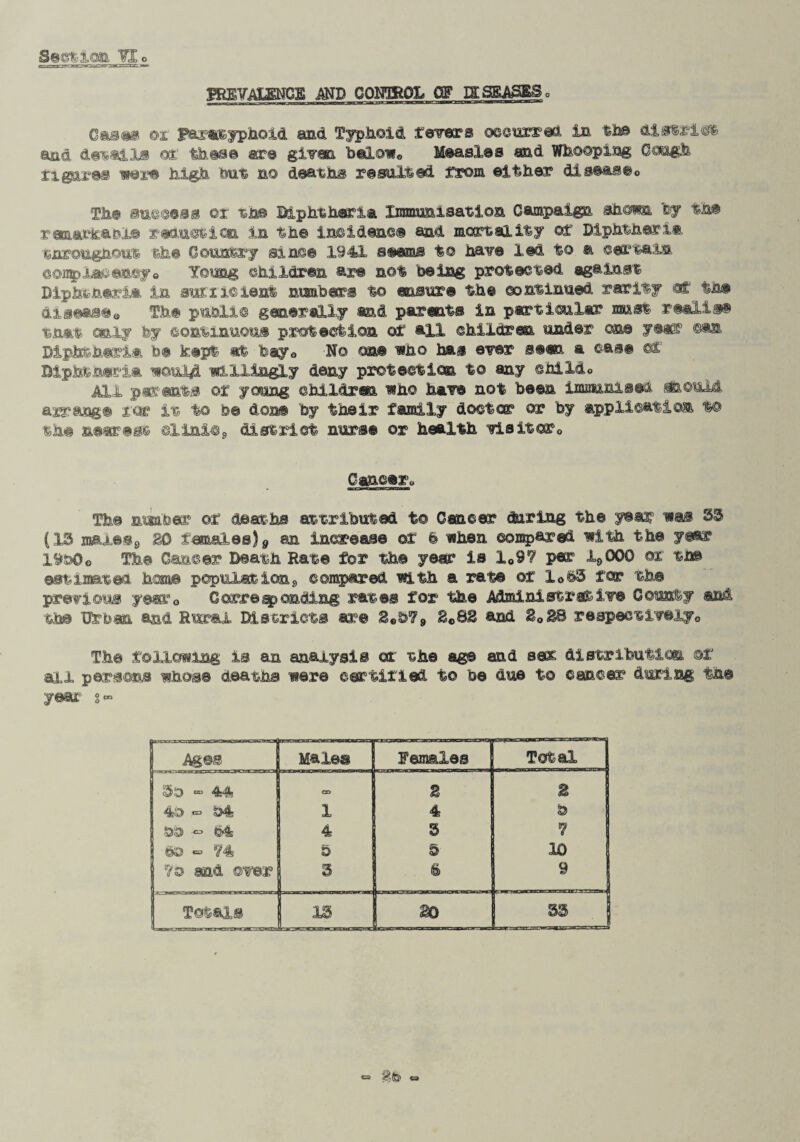 Section VI.
PREVALENCE AND CONTROL OF DISEASES.
Cases of Paratyphoid and Typhoid fevers occurred in the district
and details of these are given below. Measles and Whooping Cough
figures were high but no deaths resulted from either disease.
The success of the Diphtheria Immunisation Campaign shown by the
remarkable reduction in the incidence and mortality of Diphtheria
throughout the Country since 1941 seems to have led to a certain
complacency. Young children are not being protected against
Diphtheria in sufficient numbers to ensure the continued rarity of the
disease. The public generally and parents in particular must realise
that only by continuous protection of all children under one year can
Diphtheria be kept at bay. No one who has ever seen a case of
Diphtheria would willingly deny protection to any child.
All parents of young children who have not been immunised should
arrange for it to be done by their family doctor or by application to
the nearest clinic, district nurse or health visitor.
Cancer.
The number of deaths attributed to Cancer during the year was 33
(13 males, 20 females), an increase of 6 when compared with the year
1950. The Cancer Death Rate for the year is 1.97 per 1,000 of the
estimated home population, compared with a rate of 1.63 for the
previous year. Corresponding rates for the Administrative County and
the Urban and Rural Districts are 2.57, 2.82 and 2.28 respectively.
The following is an analysis of the age and sex distribution of
all persons whose deaths were certified to be due to cancer during the
year :-
Ages Males Females Total
35 - 44 - 2 2
45 - 54 1 4 5
55 - 64 4 3 7
65 - 74 5 5 10
75 and over 3 6 9
Totals 13 20 33
- 26 -